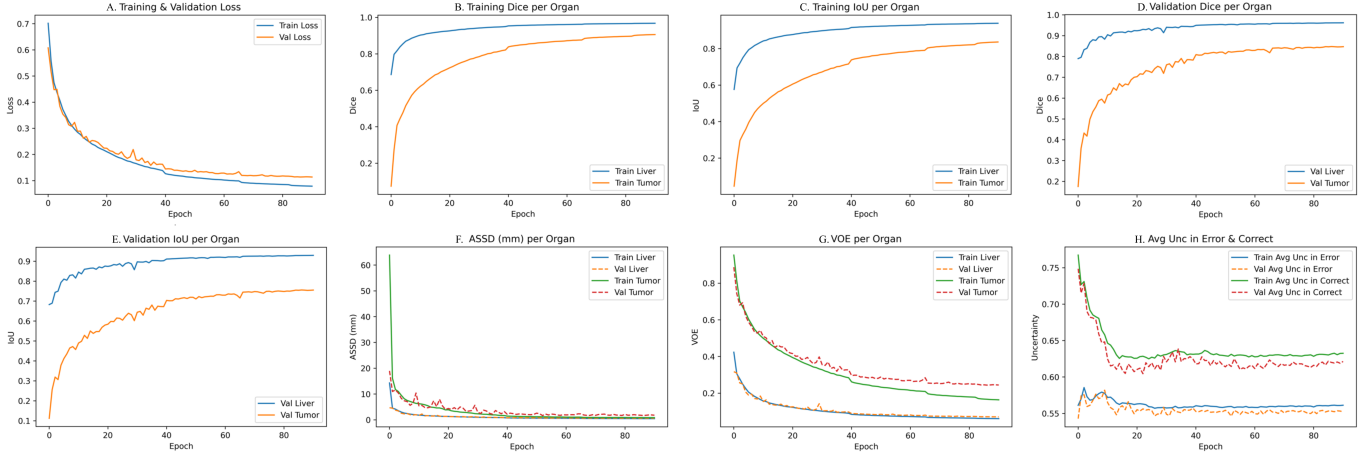 A. Training & Validation Loss
0.7
0.6
0.5
0.4
0.3
0.2
0.1
Loss
0
20
40
60
80
Epoch
Train Loss
Val Loss
B. Training Dice per Organ
1.0
0.8
0.6
0.4
0.2
Dice
0
20
40
60
80
Epoch
Train Liver
Train Tumor
C. Training IoU per Organ
0.8
0.6
0.4
0.2
IoU
0
20
40
60
80
Epoch
Train Liver
Train Tumor
D. Validation Dice per Organ
1.0
0.9
0.8
0.7
0.6
0.5
0.4
0.3
0.2
Dice
0
20
40
60
80
Epoch
Val Liver
Val Tumor
E. Validation IoU per Organ
0.9
0.8
0.7
0.6
0.5
0.4
0.3
0.2
0.1
IoU
0
20
40
60
80
Epoch
Val Liver
Val Tumor
F. ASSD (mm) per Organ
60
50
40
30
20
10
0
ASSD (mm)
0
20
40
60
80
Epoch
Train Liver
Val Liver
Train Tumor
Val Tumor
G. VOE per Organ
0.8
0.6
0.4
0.2
VOE
0
20
40
60
80
Epoch
Train Liver
Val Liver
Train Tumor
Val Tumor
H. Avg Unc in Error & Correct
0.75
0.70
0.65
0.60
0.55
Uncertainty
0
20
40
60
80
Epoch
Train Avg Unc in Error
Val Avg Unc in Error
Train Avg Unc in Correct
Val Avg Unc in Correct